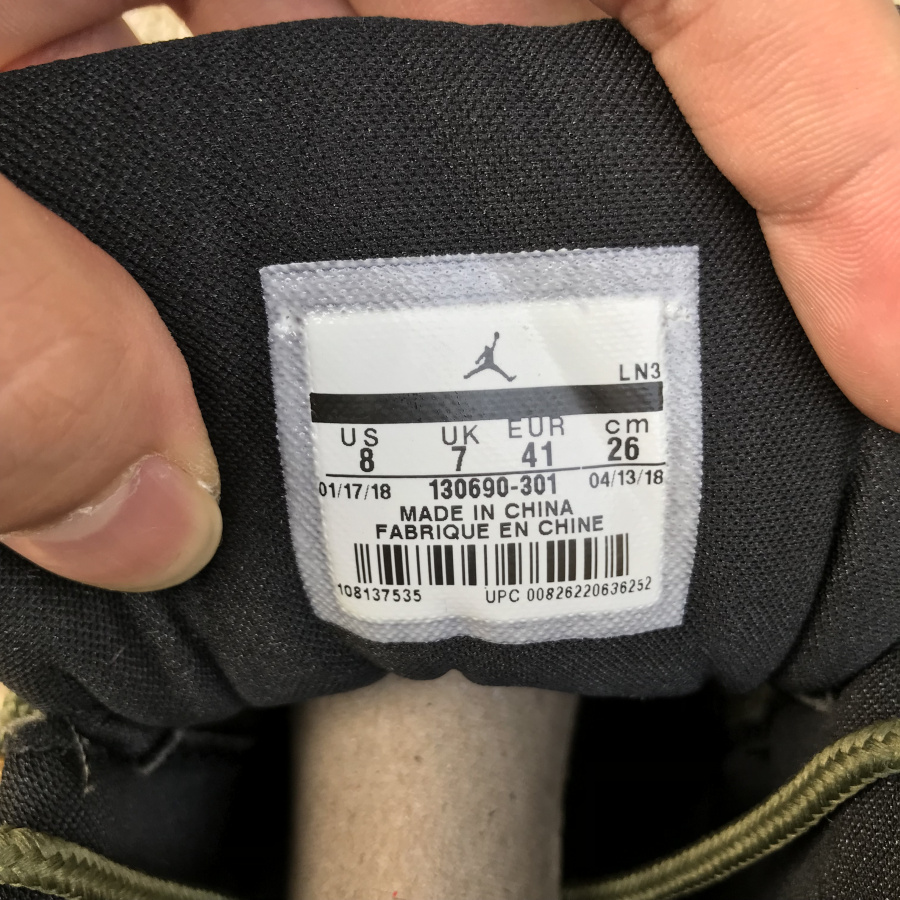 LN3
US UK EUR cm
8 7 41 26
01/17/18 130690-301 04/13/18
MADE IN CHINA
FABRIQUE EN CHINE
108137535 UPC 00826220636252